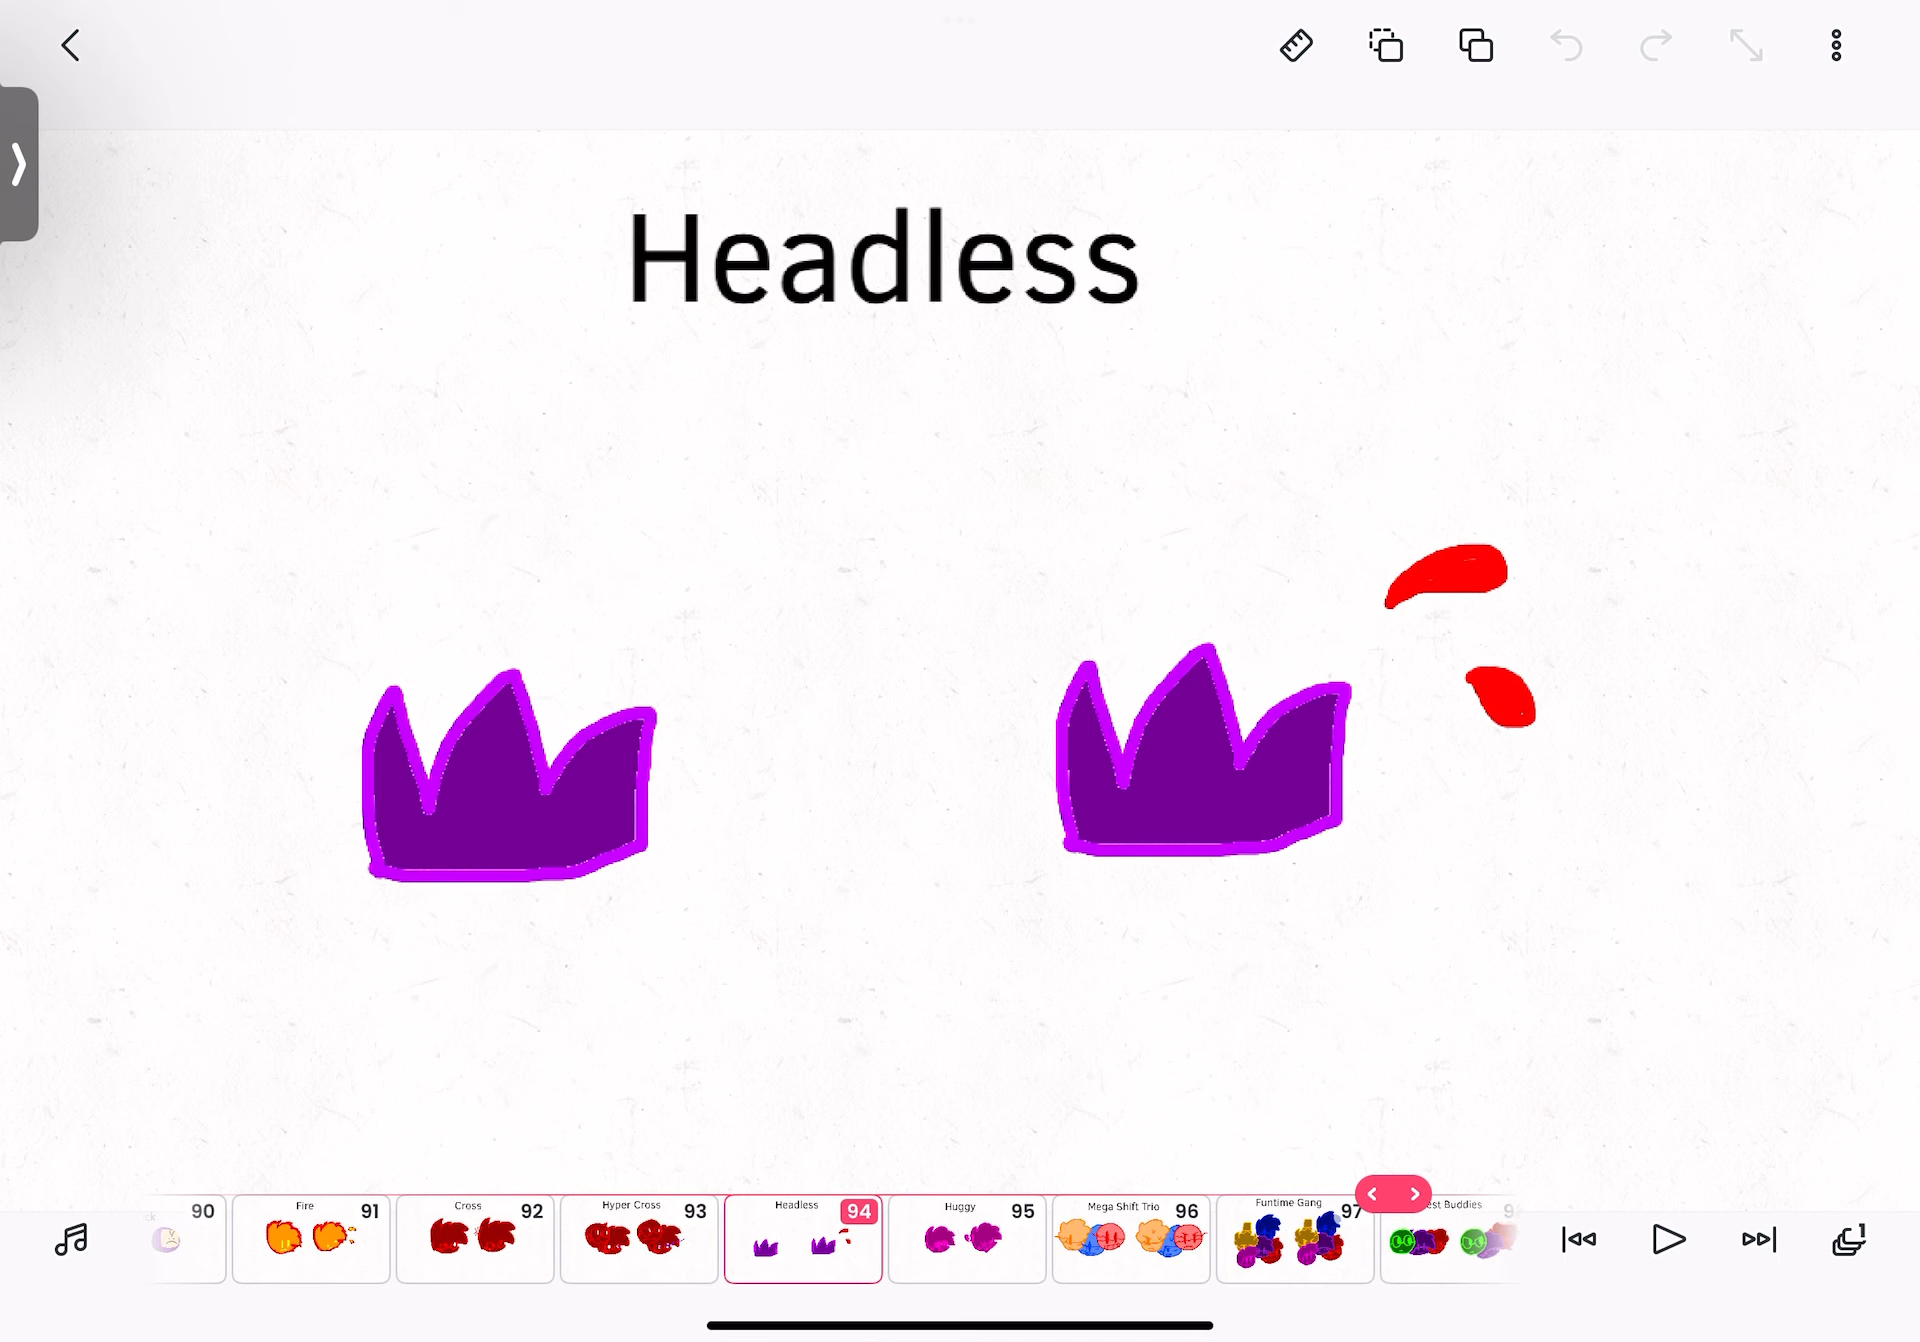 Headless
90
Fire 91
Cross 92
Hyper Cross 93
Headless 94
Huggy 95
Mega Shift Trio 96
Funtime Gang 97
Buddies